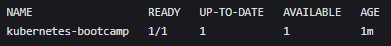 NAME READY UP-TO-DATE AVAILABLE AGE
kubernetes-bootcamp 1/1 1 1 1m